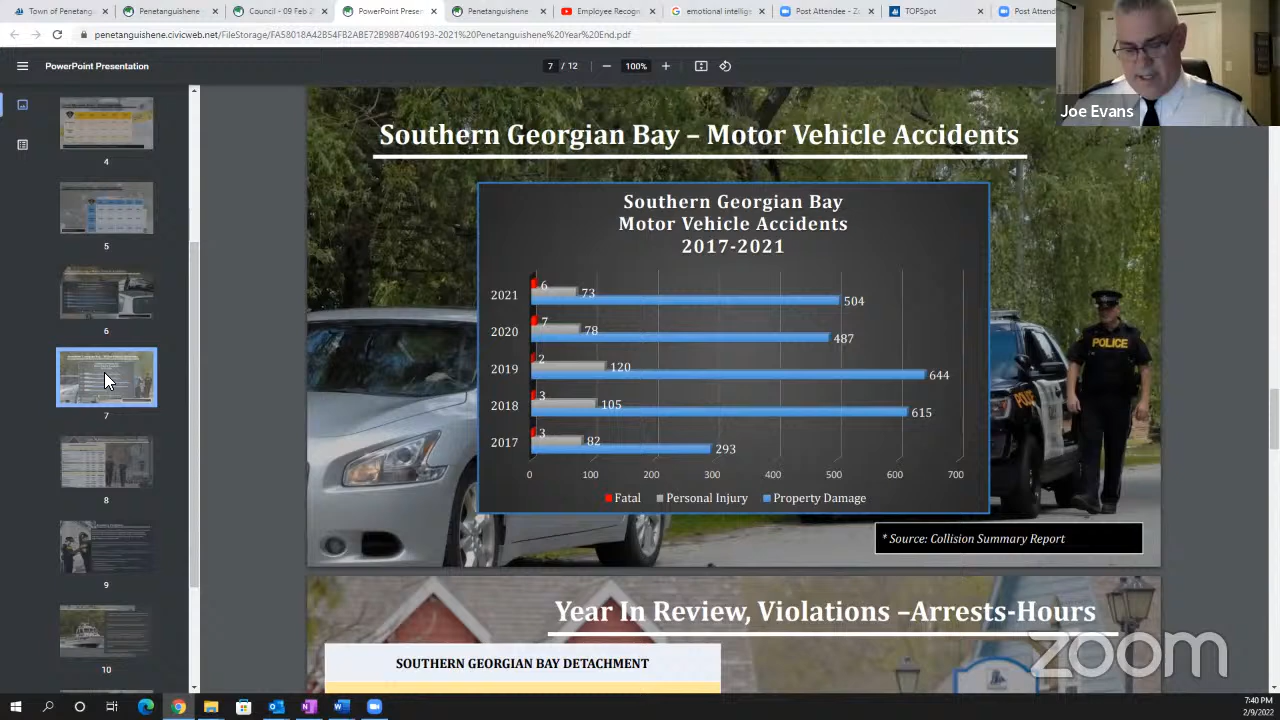 Town of Penetang
Penetanguishene -
Council - 09 Feb 2
PowerPoint Prese
Penetanguishene
Employee Recogn
emotional intellige
Post Attendee - Zo
TOPSpot
Post Attend
penetanguishene.civicweb.net/FileStorage/FA58018A42B54FB2AF3E72B98B7406193-2021%20Penetanguishene%20Year%20End.pdf
PowerPoint Presentation
7 / 12
100%
Joe Evans
4
5
6
7
8
9
10
Southern Georgian Bay – Motor Vehicle Accidents
Southern Georgian Bay
Motor Vehicle Accidents
2017-2021
2021 6 73 504
2020 7 78 487
2019 2 120 644
2018 3 105 615
2017 3 82 293
0 100 200 300 400 500 600 700
Fatal Personal Injury Property Damage
POLICE
* Source: Collision Summary Report
Year In Review, Violations –Arrests-Hours
SOUTHERN GEORGIAN BAY DETACHMENT
zoom
7:40 PM
2/9/2022